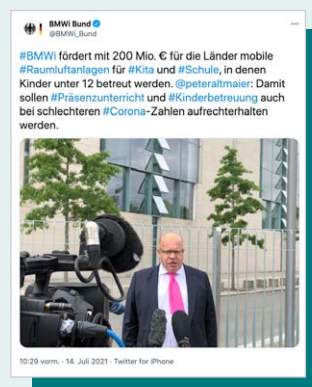 BMWi Bund
@BMWi_Bund
#BMWi fördert mit 200 Mio. € für die Länder mobile
#Raumluftanlagen für #Kita und #Schule, in denen
Kinder unter 12 betreut werden. @peteraltmaier: Damit
sollen #Präsenzunterricht und #Kinderbetreuung auch
bei schlechteren #Corona-Zahlen aufrechterhalten
werden.
10:29 vorm. · 14. Juli 2021 · Twitter for iPhone